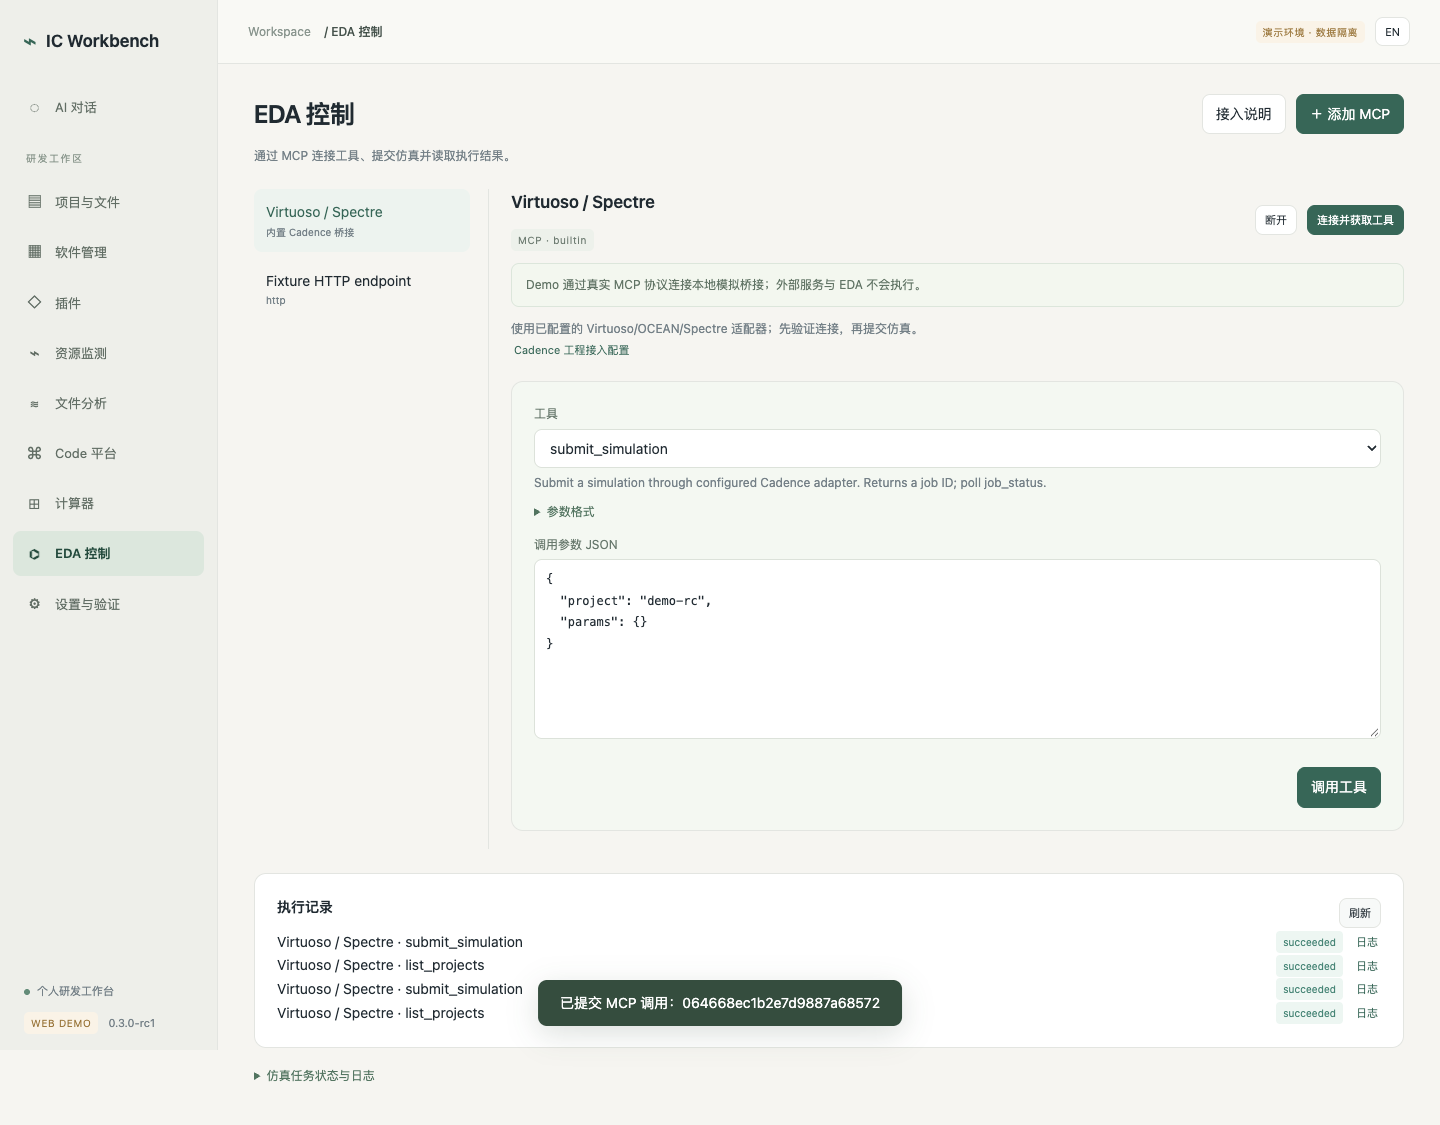 IC Workbench
AI 对话
研发工作区
项目与文件
软件管理
插件
资源监测
文件分析
Code 平台
计算器
EDA 控制
设置与验证
个人研发工作台
WEB DEMO 0.3.0-rc1
Workspace / EDA 控制
演示环境 · 数据隔离 EN
EDA 控制
接入说明 + 添加 MCP
通过 MCP 连接工具、提交仿真并读取执行结果。
Virtuoso / Spectre
内置 Cadence 桥接
Fixture HTTP endpoint
http
Virtuoso / Spectre
MCP · builtin
断开 连接并获取工具
Demo 通过真实 MCP 协议连接本地模拟桥接；外部服务与 EDA 不会执行。
使用已配置的 Virtuoso/OCEAN/Spectre 适配器；先验证连接，再提交仿真。
Cadence 工程接入配置
工具
submit_simulation
Submit a simulation through configured Cadence adapter. Returns a job ID; poll job_status.
参数格式
调用参数 JSON
{
"project": "demo-rc",
"params": {}
}
调用工具
执行记录
刷新
Virtuoso / Spectre · submit_simulation succeeded 日志
Virtuoso / Spectre · list_projects succeeded 日志
Virtuoso / Spectre · submit_simulation succeeded 日志
Virtuoso / Spectre · list_projects succeeded 日志
已提交 MCP 调用：064668ec1b2e7d9887a68572
仿真任务状态与日志